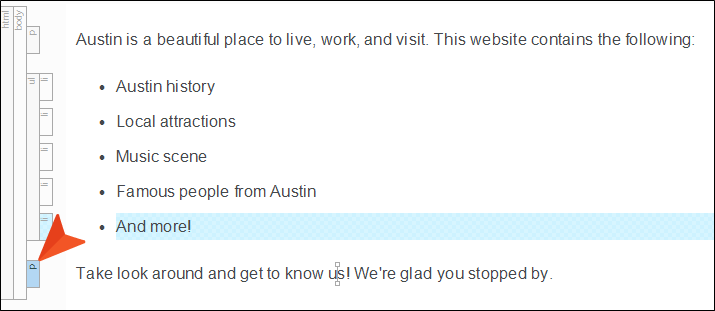 html
body
p
Austin is a beautiful place to live, work, and visit. This website contains the following:
ul
li
• Austin history
li
• Local attractions
li
• Music scene
li
• Famous people from Austin
li
• And more!
p
Take look around and get to know us! We're glad you stopped by.